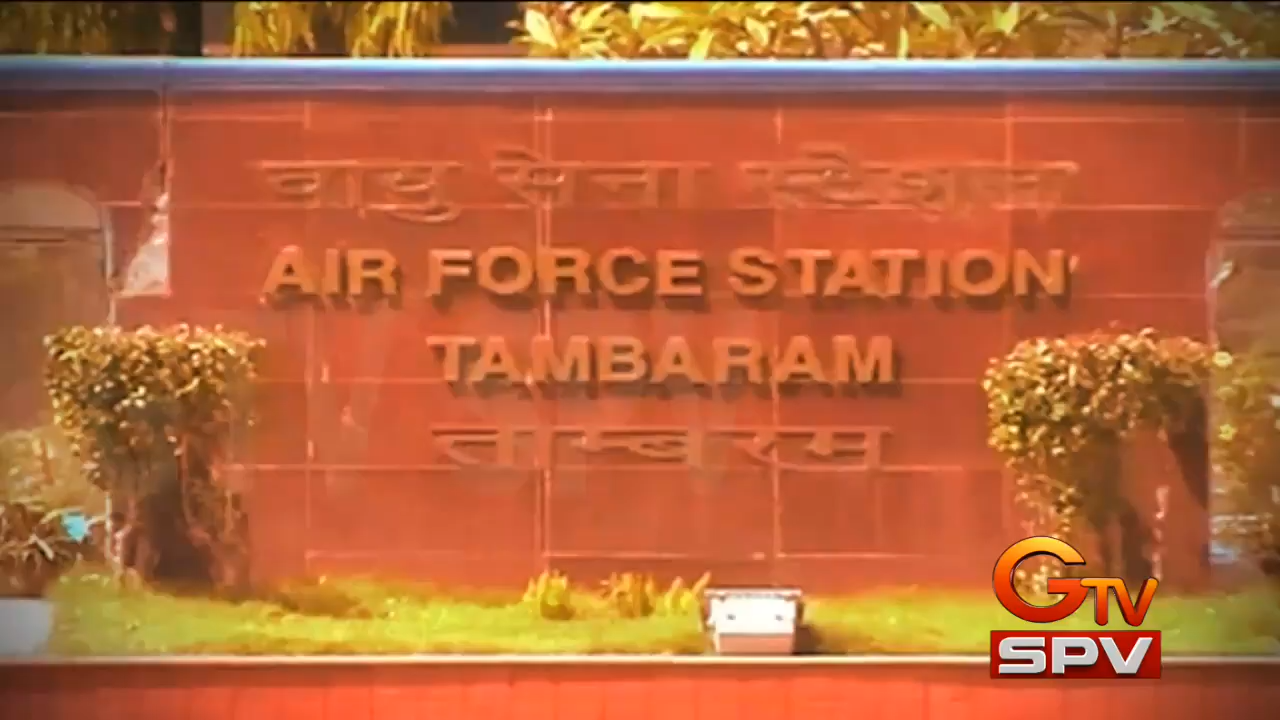 वायु सेना स्टेशन
AIR FORCE STATION
TAMBARAM
ताम्बरम
GTV
SPV